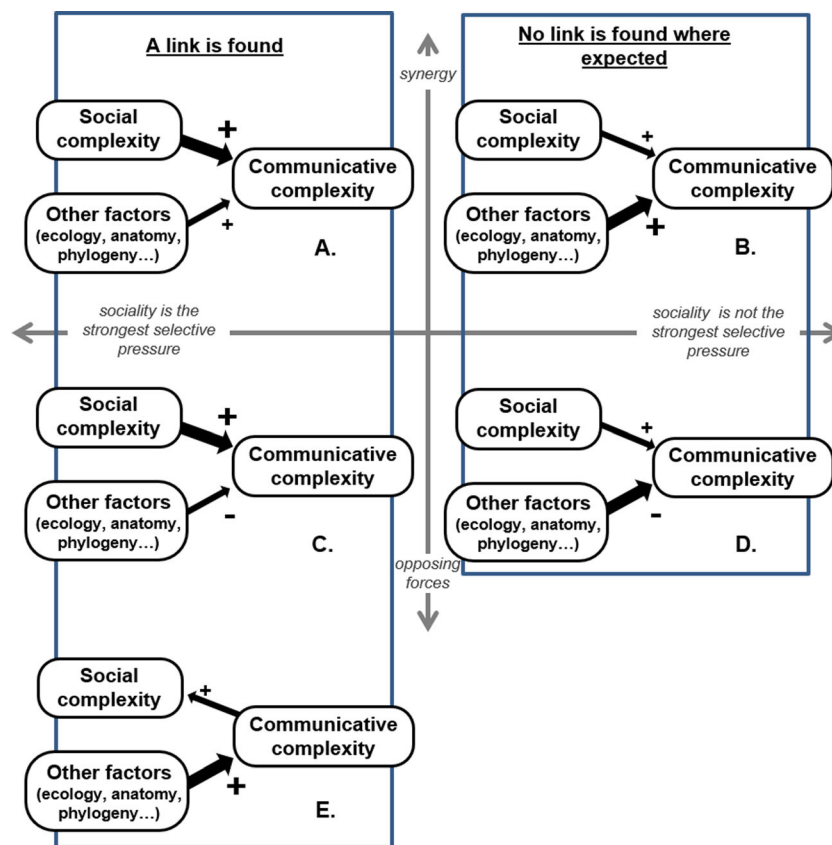 A link is found
No link is found where
expected
synergy
Social
complexity
+
Communicative
complexity
Other factors
(ecology, anatomy,
phylogeny...)
+
A.
Social
complexity
+
Communicative
complexity
Other factors
(ecology, anatomy,
phylogeny...)
+
B.
sociality is the
strongest selective
pressure
sociality is not the
strongest selective
pressure
Social
complexity
+
Communicative
complexity
Other factors
(ecology, anatomy,
phylogeny...)
-
C.
Social
complexity
+
Communicative
complexity
Other factors
(ecology, anatomy,
phylogeny...)
-
D.
opposing
forces
Social
complexity
+
Communicative
complexity
Other factors
(ecology, anatomy,
phylogeny...)
+
E.